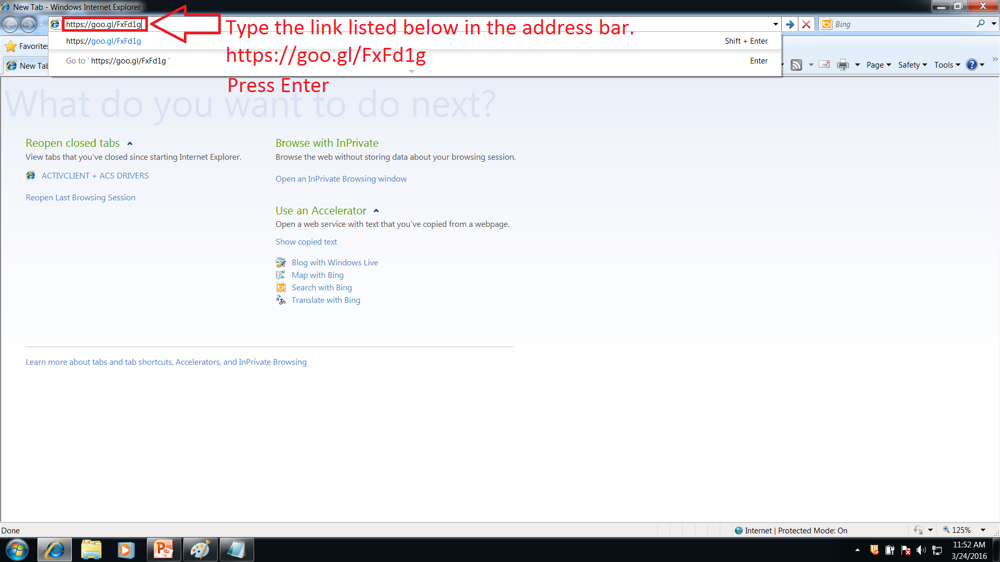 New Tab - Windows Internet Explorer
https://goo.gl/FxFd1g
Type the link listed below in the address bar.
Bing
https://goo.gl/FxFd1g
Shift + Enter
Favorites
https://goo.gl/FxFd1g
Go to ' https://goo.gl/FxFd1g '
Enter
New Tab
Page
Safety
Tools
Press Enter
What do you want to do next?
Reopen closed tabs
View tabs that you've closed since starting Internet Explorer.
ACTIVCLIENT + ACS DRIVERS
Reopen Last Browsing Session
Browse with InPrivate
Browse the web without storing data about your browsing session.
Open an InPrivate Browsing window
Use an Accelerator
Open a web service with text that you've copied from a webpage.
Show copied text
Blog with Windows Live
Map with Bing
Search with Bing
Translate with Bing
Learn more about tabs and tab shortcuts, Accelerators, and InPrivate Browsing
Done
Internet | Protected Mode: On
125%
11:52 AM
3/24/2016